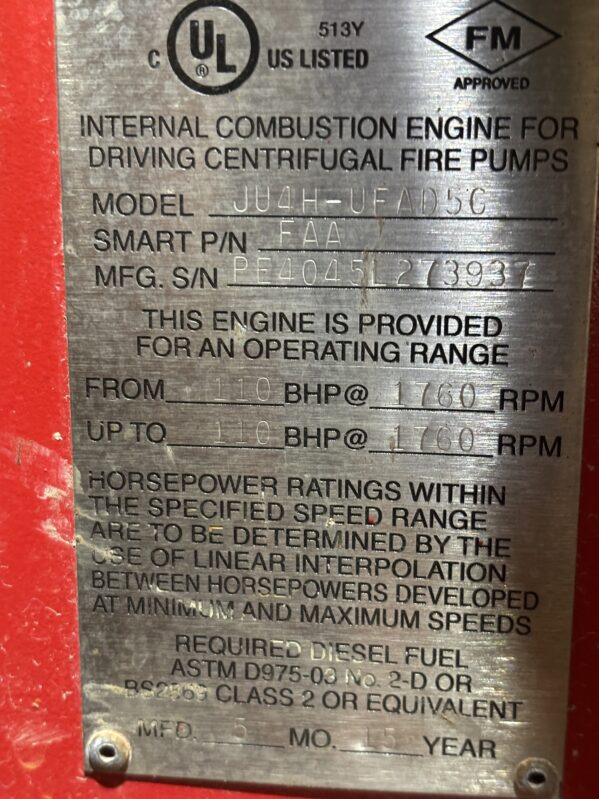 513Y
C UL ® US LISTED
FM
APPROVED
INTERNAL COMBUSTION ENGINE FOR
DRIVING CENTRIFUGAL FIRE PUMPS
MODEL JU4H-UFAD5G
SMART P/N FAA
MFG. S/N PE4045L273937
THIS ENGINE IS PROVIDED
FOR AN OPERATING RANGE
FROM 110 BHP@ 1760 RPM
UP TO 110 BHP@ 1760 RPM
HORSEPOWER RATINGS WITHIN
THE SPECIFIED SPEED RANGE
ARE TO BE DETERMINED BY THE
USE OF LINEAR INTERPOLATION
BETWEEN HORSEPOWERS DEVELOPED
AT MINIMUM AND MAXIMUM SPEEDS
REQUIRED DIESEL FUEL
ASTM D975-03 No. 2-D OR
BS2869 CLASS 2 OR EQUIVALENT
MFD. 5 MO. 15 YEAR